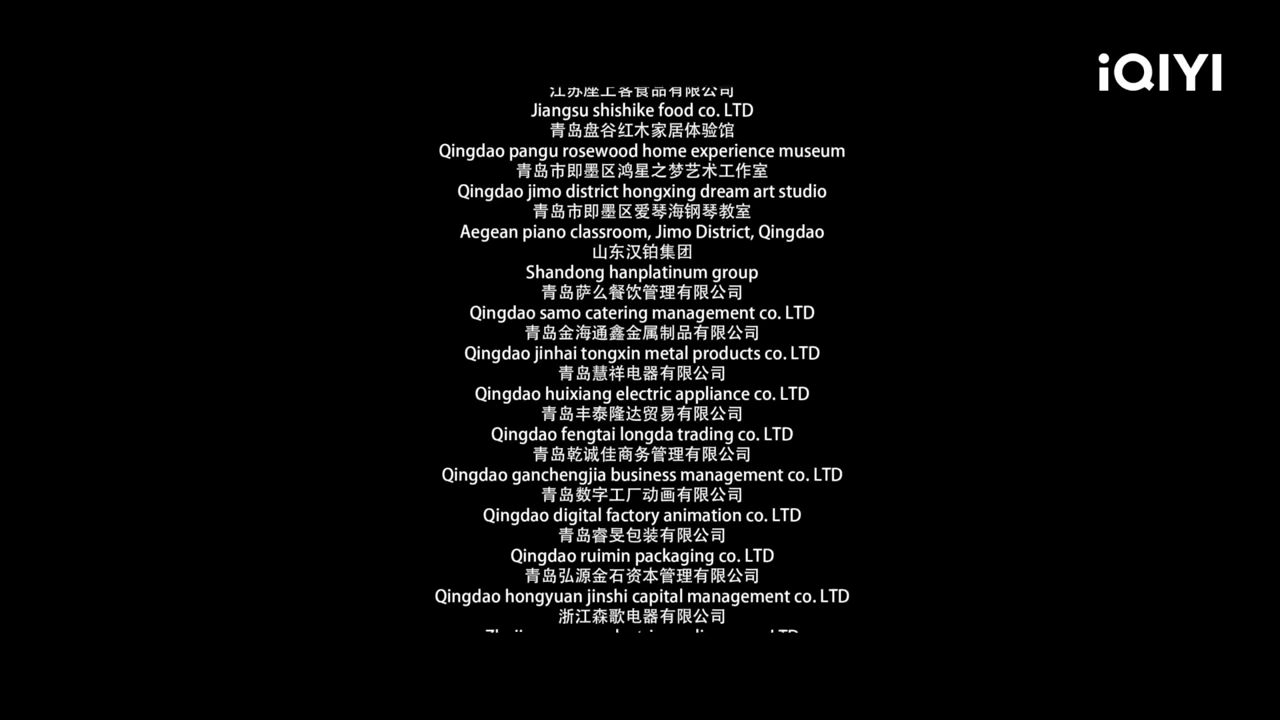 iQIYI
江苏座上客食品有限公司
Jiangsu shishike food co. LTD
青岛盘谷红木家居体验馆
Qingdao pangu rosewood home experience museum
青岛市即墨区鸿星之梦艺术工作室
Qingdao jimo district hongxing dream art studio
青岛市即墨区爱琴海钢琴教室
Aegean piano classroom, Jimo District, Qingdao
山东汉铂集团
Shandong hanplatinum group
青岛萨么餐饮管理有限公司
Qingdao samo catering management co. LTD
青岛金海通鑫金属制品有限公司
Qingdao jinhai tongxin metal products co. LTD
青岛慧祥电器有限公司
Qingdao huixiang electric appliance co. LTD
青岛丰泰隆达贸易有限公司
Qingdao fengtai longda trading co. LTD
青岛乾诚佳商务管理有限公司
Qingdao ganchengjia business management co. LTD
青岛数字工厂动画有限公司
Qingdao digital factory animation co. LTD
青岛睿旻包装有限公司
Qingdao ruimin packaging co. LTD
青岛弘源金石资本管理有限公司
Qingdao hongyuan jinshi capital management co. LTD
浙江森歌电器有限公司